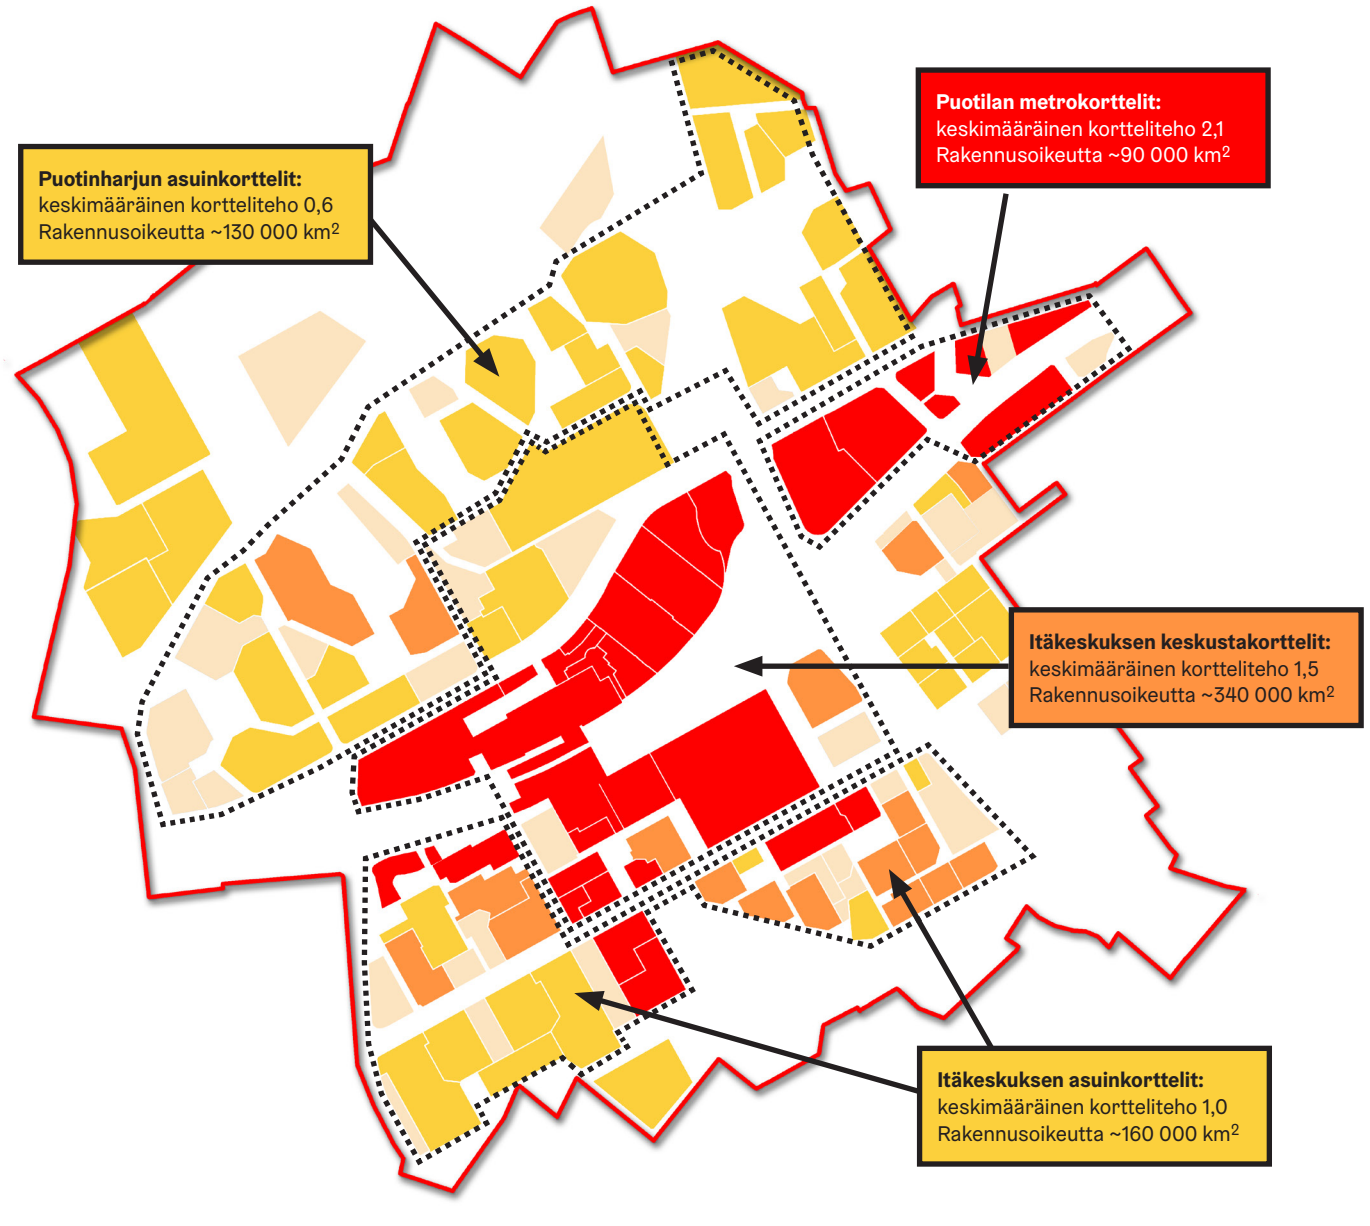 Puotilan metrokorttelit:
keskimääräinen kortteliteho 2,1
Rakennusoikeutta ~90 000 km²
Puotinharjun asuinkorttelit:
keskimääräinen kortteliteho 0,6
Rakennusoikeutta ~130 000 km²
Itäkeskuksen keskustakorttelit:
keskimääräinen kortteliteho 1,5
Rakennusoikeutta ~340 000 km²
Itäkeskuksen asuinkorttelit:
keskimääräinen kortteliteho 1,0
Rakennusoikeutta ~160 000 km²